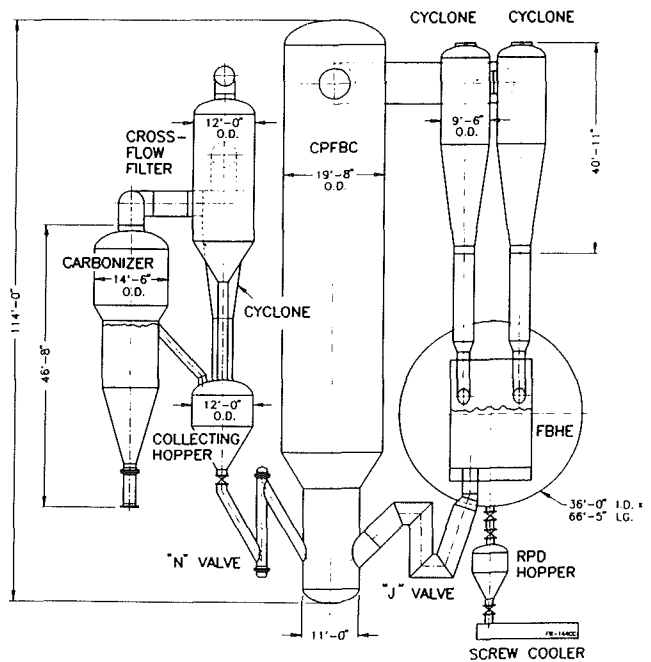 CYCLONE
CYCLONE
12'-0"
O.D.
CROSS-
FLOW
FILTER
CPFBC
19'-8"
O.D.
9'-6"
O.D.
40'-11"
CARBONIZER
14'-6"
O.D.
CYCLONE
114'-0"
46'-8"
12'-0"
O.D.
COLLECTING
HOPPER
FBHE
36'-0" I.D. x
66'-5" LG.
"N" VALVE
"J" VALVE
RPD
HOPPER
11'-0"
SCREW COOLER